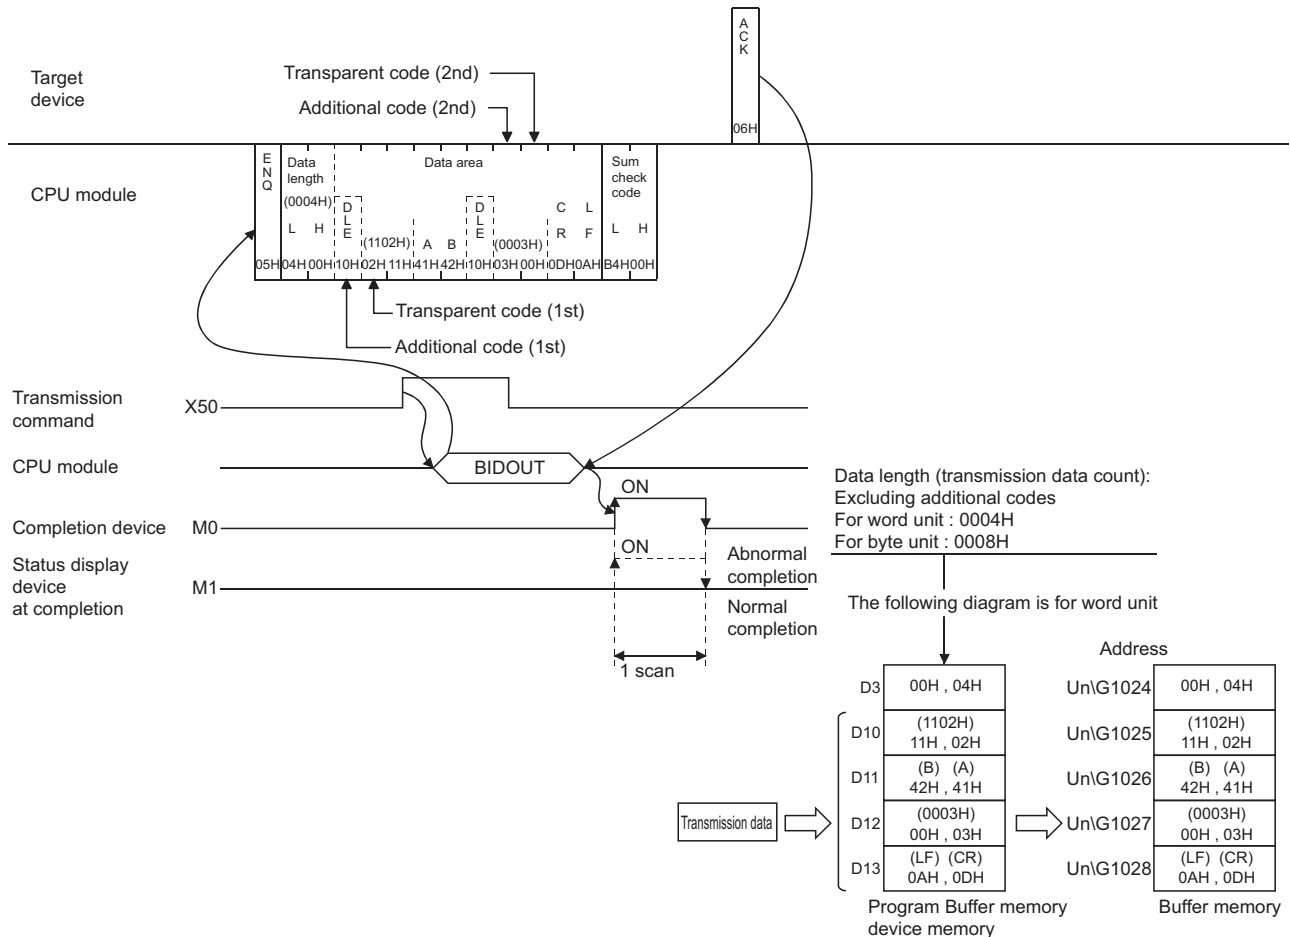 A
C
K
06H
Transparent code (2nd)
Additional code (2nd)
Target
device
CPU module
E
N
Q
05H
Data
length
(0004H)
L H
04H 00H
Data area
D
L
E
10H
(1102H)
02H 11H
A B
41H 42H
D
L
E
10H
(0003H)
03H 00H
C L
R F
0DH 0AH
Sum
check
code
L H
B4H 00H
Transparent code (1st)
Additional code (1st)
Transmission
command
X50
CPU module
BIDOUT
ON
Completion device M0
ON
Status display
device
at completion
M1
Abnormal
completion
Normal
completion
1 scan
Data length (transmission data count):
Excluding additional codes
For word unit : 0004H
For byte unit : 0008H
The following diagram is for word unit
Address
D3 00H , 04H
Un\G1024 00H , 04H
D10 (1102H)
11H , 02H
Un\G1025 (1102H)
11H , 02H
D11 (B) (A)
42H , 41H
Un\G1026 (B) (A)
42H , 41H
Transmission data
D12 (0003H)
00H , 03H
Un\G1027 (0003H)
00H , 03H
D13 (LF) (CR)
0AH , 0DH
Un\G1028 (LF) (CR)
0AH , 0DH
Program Buffer memory
device memory
Buffer memory